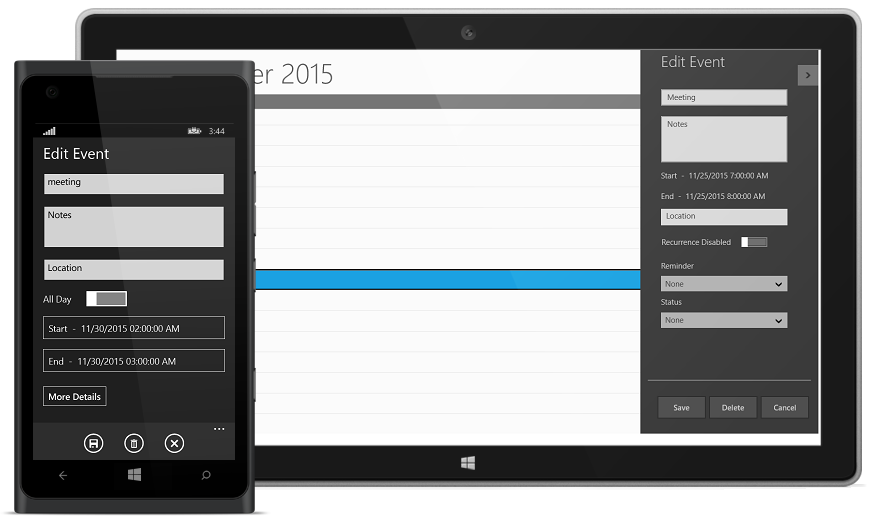 3:44
Edit Event
meeting
Notes
Location
All Day
Start - 11/30/2015 02:00:00 AM
End - 11/30/2015 03:00:00 AM
More Details
er 2015
Edit Event
Meeting
Notes
Start - 11/25/2015 7:00:00 AM
End - 11/25/2015 8:00:00 AM
Location
Recurrence Disabled
Reminder
None
Status
None
Save Delete Cancel